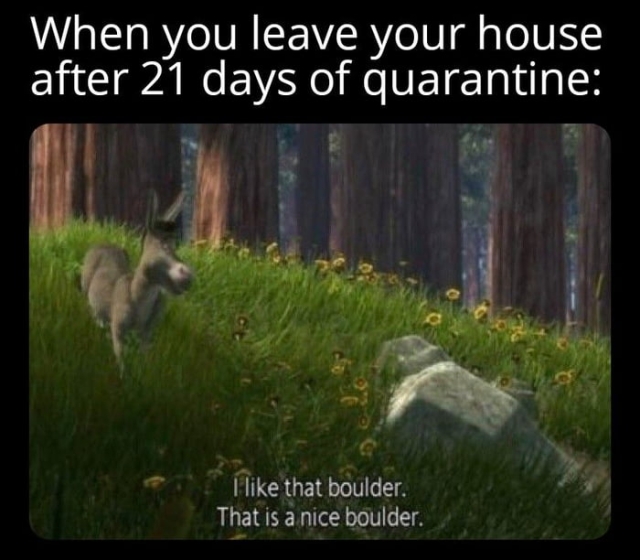 When you leave your house
after 21 days of quarantine:
I like that boulder.
That is a nice boulder.